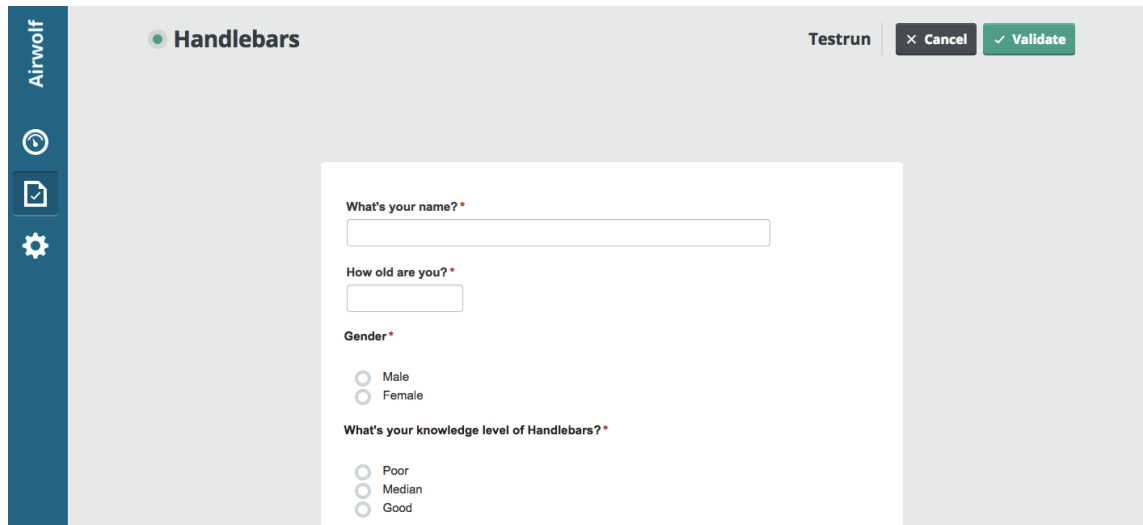 Airwolf
Handlebars
Testrun
× Cancel
✓ Validate
What's your name? *
How old are you? *
Gender *
Male
Female
What's your knowledge level of Handlebars? *
Poor
Median
Good